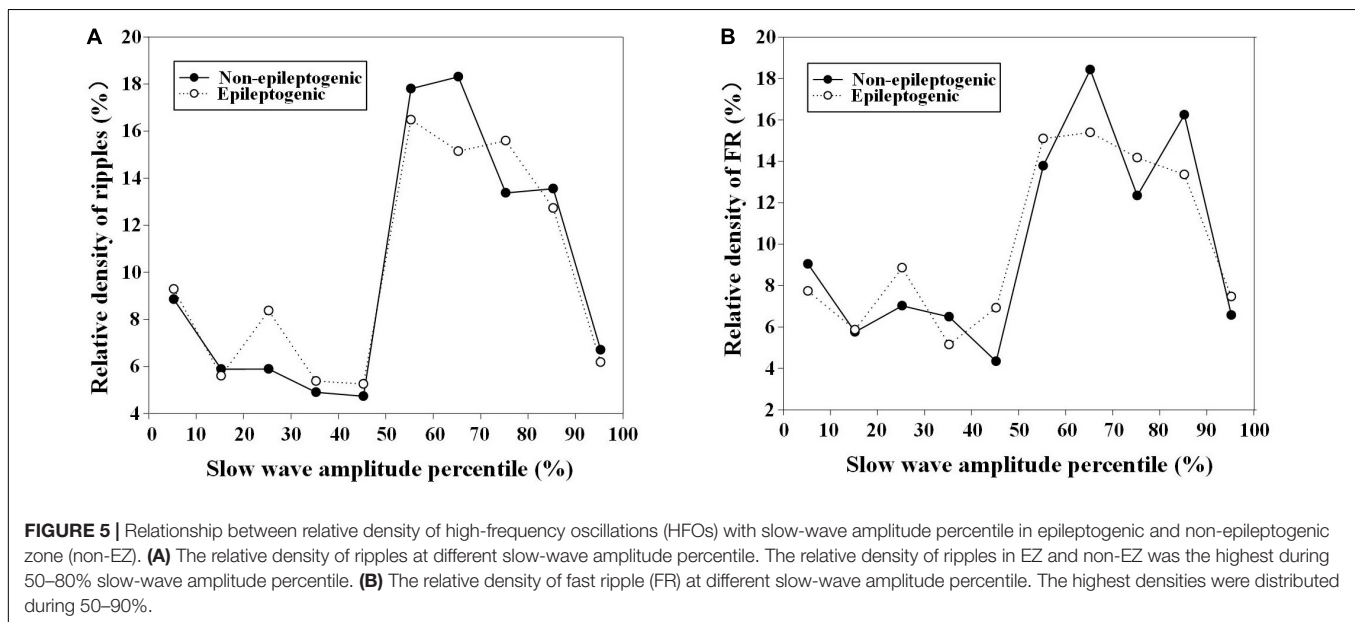 A
Non-epileptogenic
Epileptogenic
Relative density of ripples (%)
20
18
16
14
12
10
8
6
4
0 10 20 30 40 50 60 70 80 90 100
Slow wave amplitude percentile (%)
B
Non-epileptogenic
Epileptogenic
Relative density of FR (%)
20
18
16
14
12
10
8
6
4
2
0 10 20 30 40 50 60 70 80 90 100
Slow wave amplitude percentile (%)
FIGURE 5 | Relationship between relative density of high-frequency oscillations (HFOs) with slow-wave amplitude percentile in epileptogenic and non-epileptogenic
zone (non-EZ). (A) The relative density of ripples at different slow-wave amplitude percentile. The relative density of ripples in EZ and non-EZ was the highest during
50–80% slow-wave amplitude percentile. (B) The relative density of fast ripple (FR) at different slow-wave amplitude percentile. The highest densities were distributed
during 50–90%.